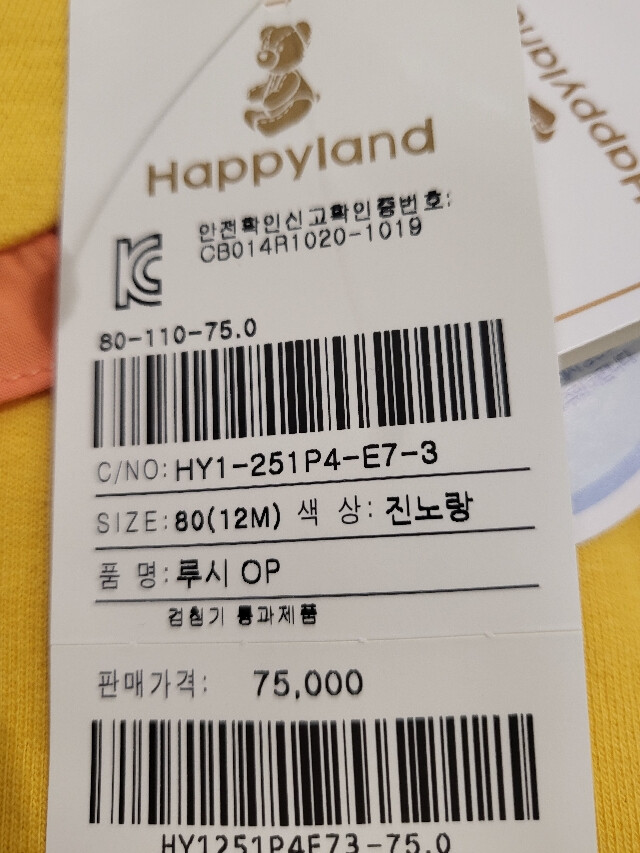 Happyland
Happyland
안전확인신고확인증번호:
CB014R1020-1019
80-110-75.0
C/NO: HY1-251P4-E7-3
SIZE: 80(12M) 색 상: 진노랑
품 명: 루시 OP
검침기 통과제품
판매가격: 75,000
HY1251P4E73-75.0